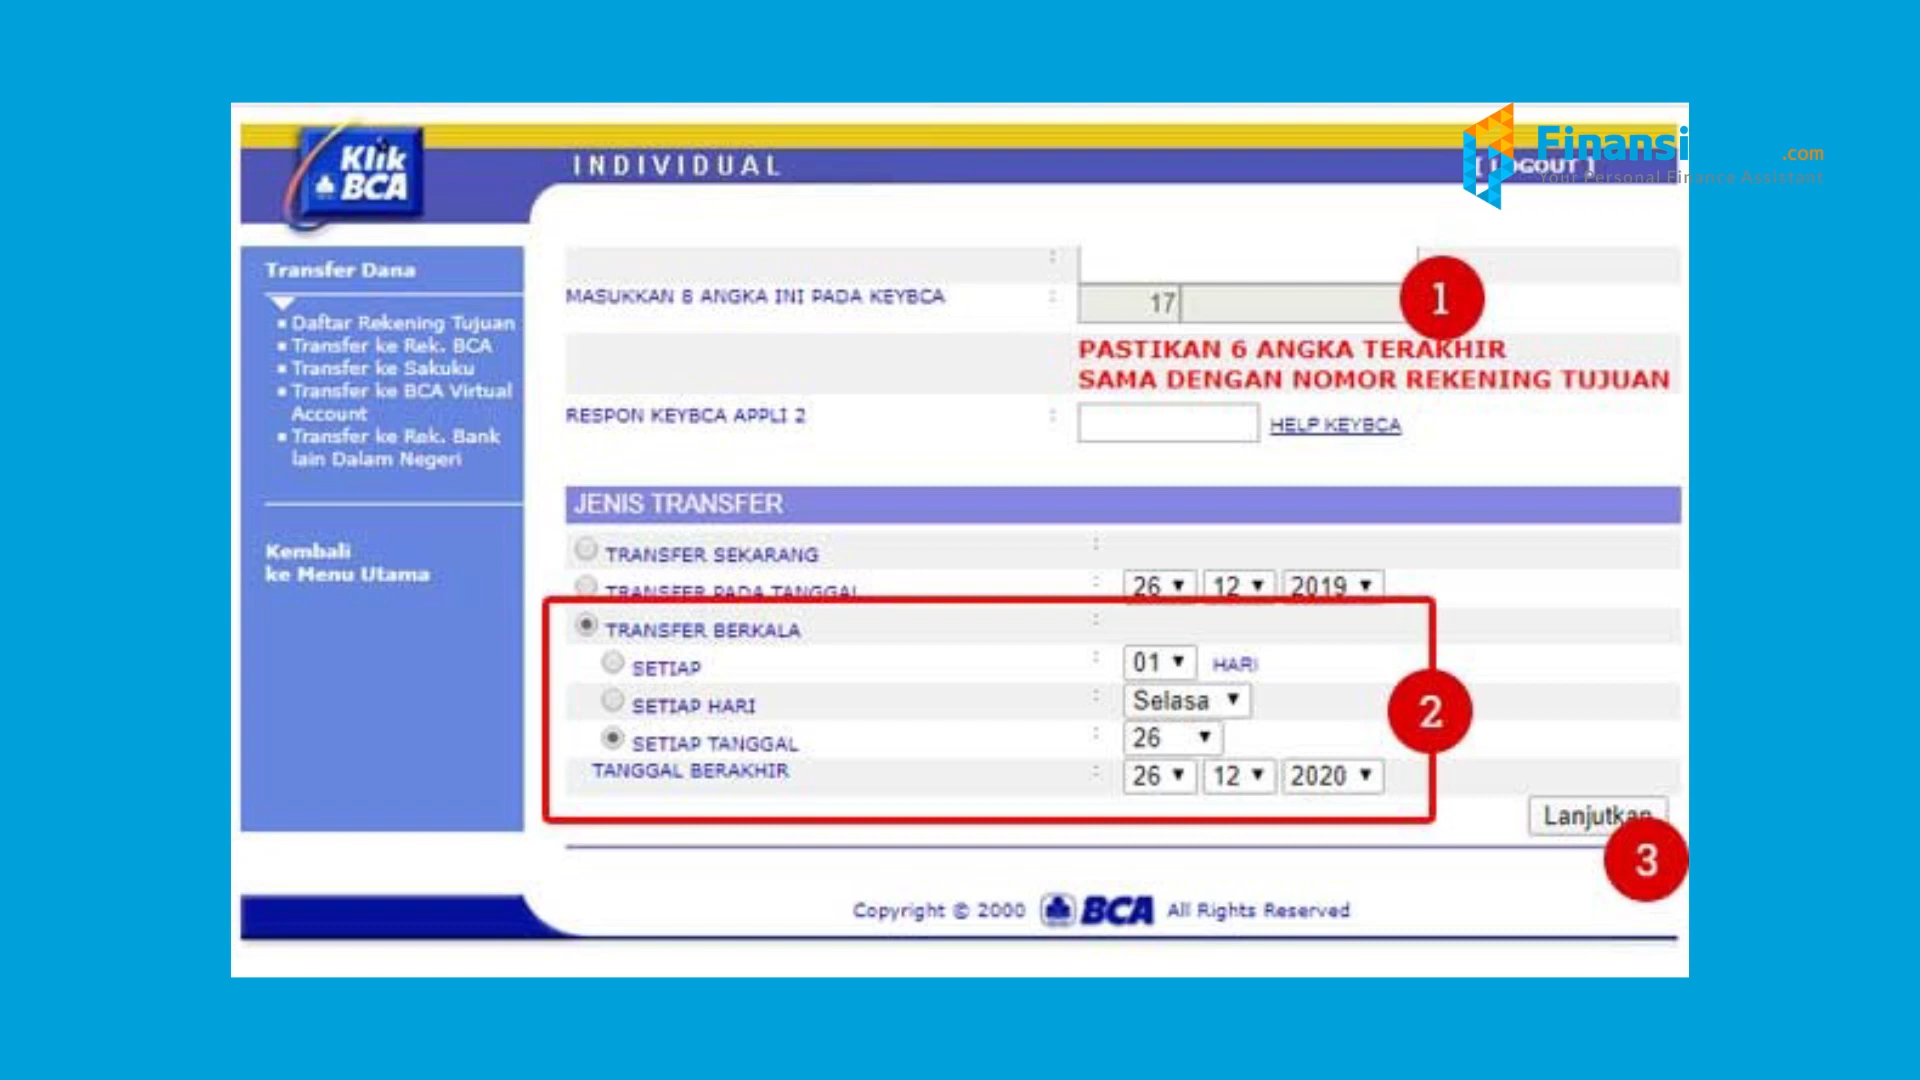 Klik
BCA
INDIVIDUAL
[ LOGOUT ]
Finansi
.com
Your Personal Finance Assistant
Transfer Dana
Daftar Rekening Tujuan
Transfer ke Rek. BCA
Transfer ke Sakuku
Transfer ke BCA Virtual
Account
Transfer ke Rek. Bank
lain Dalam Negeri
Kembali
ke Menu Utama
:
MASUKKAN 8 ANGKA INI PADA KEYBCA : 17
1
PASTIKAN 6 ANGKA TERAKHIR
SAMA DENGAN NOMOR REKENING TUJUAN
RESPON KEYBCA APPLI 2 : HELP KEYBCA
JENIS TRANSFER
TRANSFER SEKARANG :
TRANSFER PADA TANGGAL : 26 12 2019
TRANSFER BERKALA :
SETIAP : 01 HARI
SETIAP HARI : Selasa
2
SETIAP TANGGAL : 26
TANGGAL BERAKHIR : 26 12 2020
Lanjutkan
3
Copyright © 2000 BCA All Rights Reserved